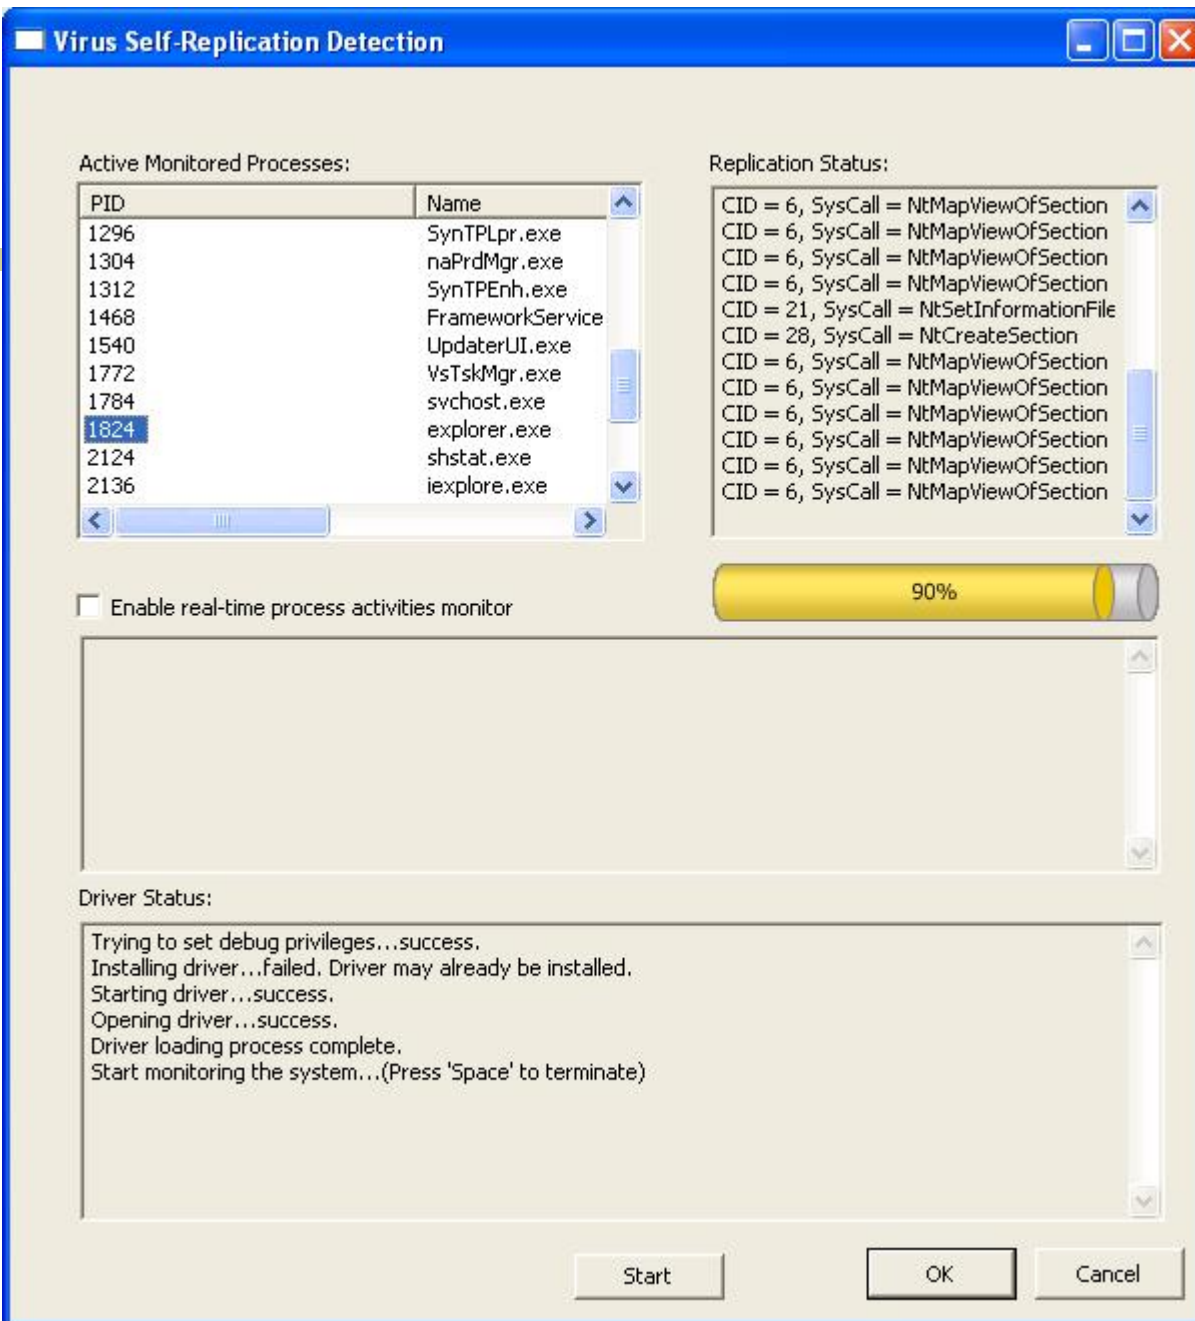 Virus Self-Replication Detection
Active Monitored Processes:
PID Name
1296 SynTPLpr.exe
1304 naPrdMgr.exe
1312 SynTPEnh.exe
1468 FrameworkService
1540 UpdaterUI.exe
1772 VsTskMgr.exe
1784 svchost.exe
1824 explorer.exe
2124 shstat.exe
2136 iexplore.exe
Replication Status:
CID = 6, SysCall = NtMapViewOfSection
CID = 6, SysCall = NtMapViewOfSection
CID = 6, SysCall = NtMapViewOfSection
CID = 6, SysCall = NtMapViewOfSection
CID = 21, SysCall = NtSetInformationFile
CID = 28, SysCall = NtCreateSection
CID = 6, SysCall = NtMapViewOfSection
CID = 6, SysCall = NtMapViewOfSection
CID = 6, SysCall = NtMapViewOfSection
CID = 6, SysCall = NtMapViewOfSection
CID = 6, SysCall = NtMapViewOfSection
CID = 6, SysCall = NtMapViewOfSection
90%
Enable real-time process activities monitor
Driver Status:
Trying to set debug privileges...success.
Installing driver...failed. Driver may already be installed.
Starting driver...success.
Opening driver...success.
Driver loading process complete.
Start monitoring the system...(Press 'Space' to terminate)
Start
OK
Cancel